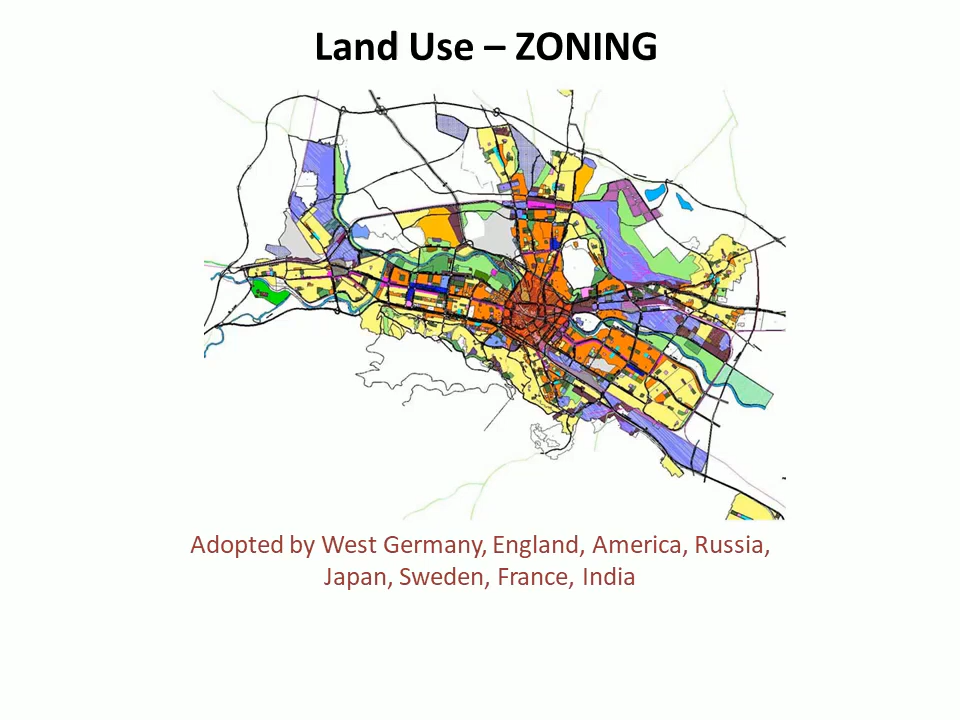 Land Use – ZONING
Adopted by West Germany, England, America, Russia,
Japan, Sweden, France, India